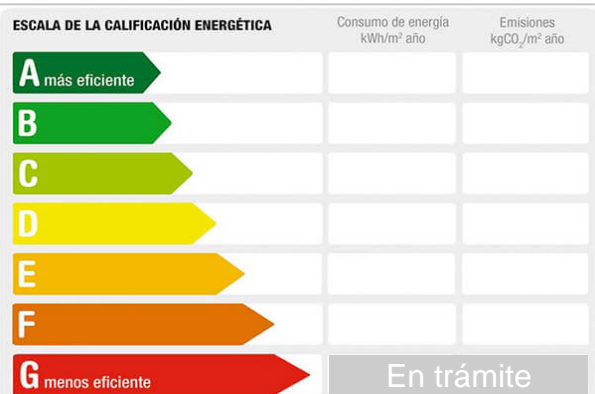 ESCALA DE LA CALIFICACIÓN ENERGÉTICA
Consumo de energía
kWh/m² año
Emisiones
kgCO₂/m² año
A más eficiente
B
C
D
E
F
G menos eficiente
En trámite